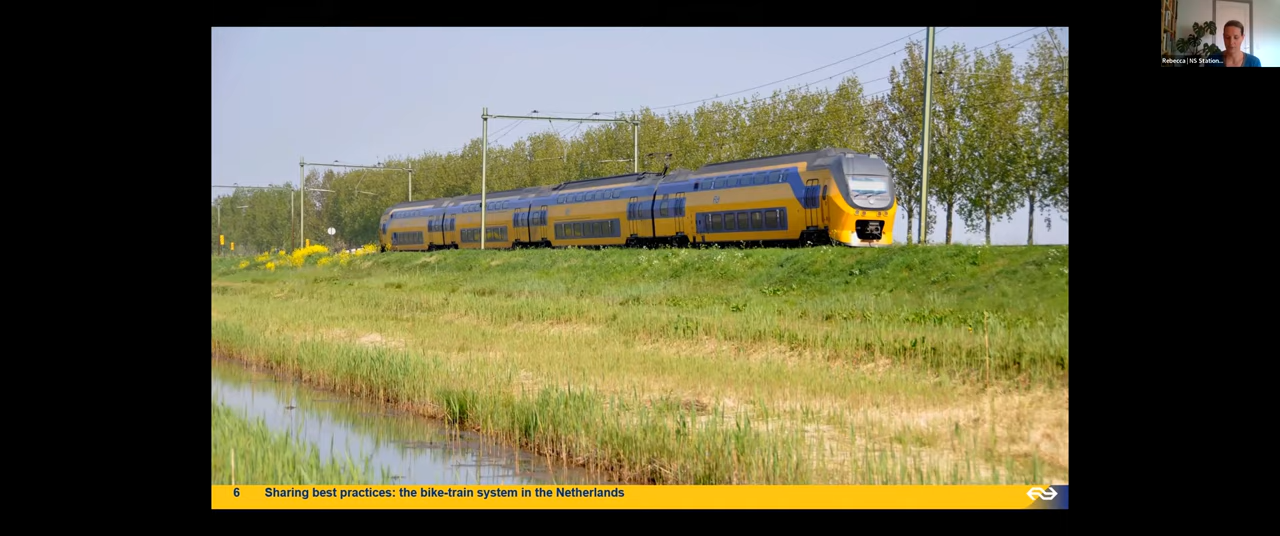 Rebecca | NS Station...
6 Sharing best practices: the bike-train system in the Netherlands